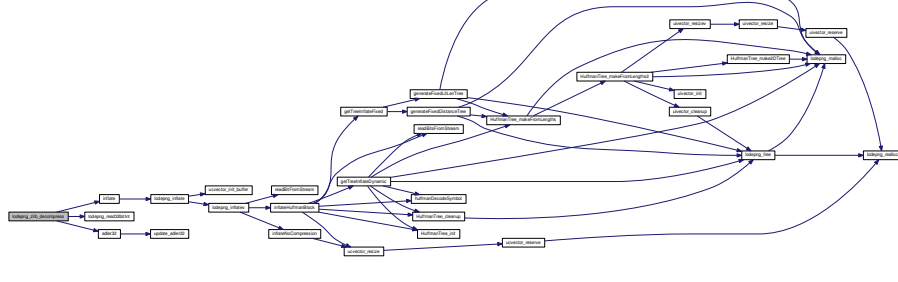 uivector_resizev
uivector_resize
uivector_reserve
HuffmanTree_make2DTree
lodepng_malloc
HuffmanTree_makeFromLengths2
generateFixedLitLenTree
uivector_init
getTreeInflateFixed
generateFixedDistanceTree
uivector_cleanup
HuffmanTree_makeFromLengths
readBitsFromStream
lodepng_free
lodepng_realloc
getTreeInflateDynamic
ucvector_init_buffer
readBitFromStream
inflate
lodepng_inflate
huffmanDecodeSymbol
lodepng_inflatev
inflateHuffmanBlock
lodepng_zlib_decompress
lodepng_read32bitInt
HuffmanTree_cleanup
adler32
update_adler32
inflateNoCompression
HuffmanTree_init
ucvector_reserve
ucvector_resize